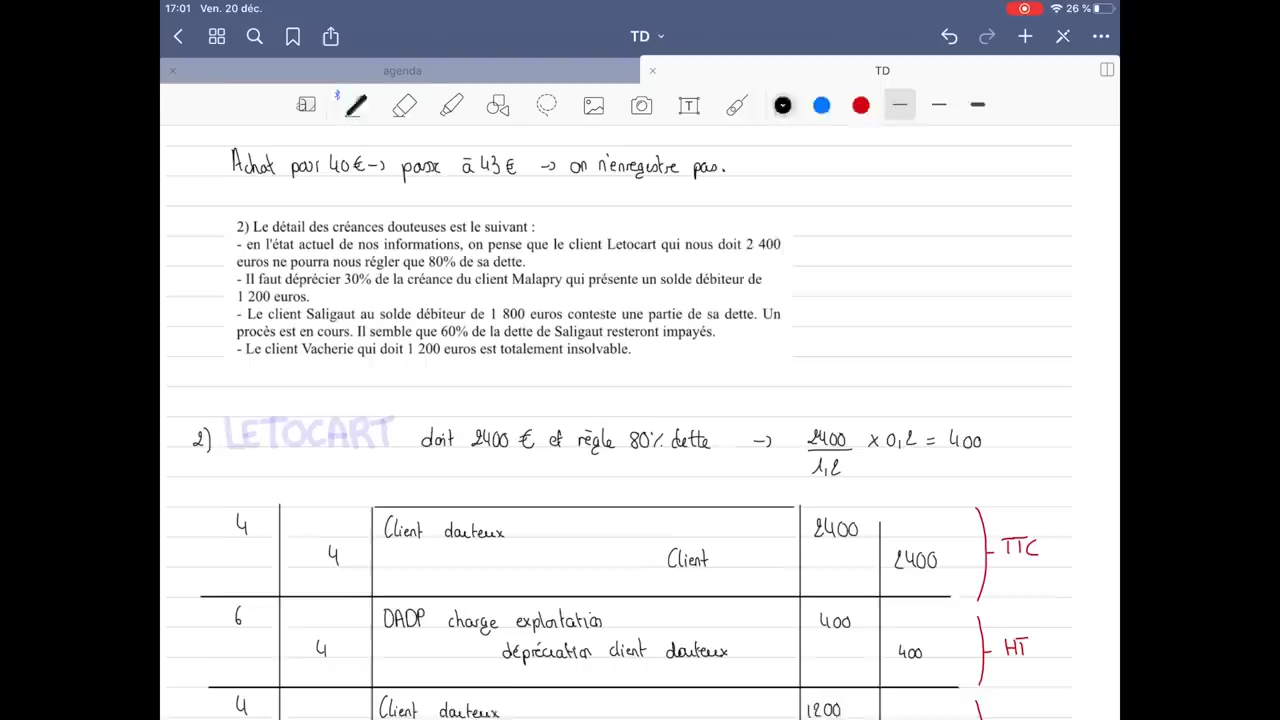 17:01 Ven. 20 déc. 26 %
TD
agenda
TD
Achat pour 40€ → passe à 43€ → on n'enregistre pas.
2) Le détail des créances douteuses est le suivant :
- en l'état actuel de nos informations, on pense que le client Letocart qui nous doit 2 400
euros ne pourra nous régler que 80% de sa dette.
- Il faut déprécier 30% de la créance du client Malapry qui présente un solde débiteur de
1 200 euros.
- Le client Saligaut au solde débiteur de 1 800 euros conteste une partie de sa dette. Un
procès est en cours. Il semble que 60% de la dette de Saligaut resteront impayés.
- Le client Vacherie qui doit 1 200 euros est totalement insolvable.
2) LETOCART doit 2400 € et règle 80% dette → 2400 / 1,2 × 0,2 = 400
4 Client douteux 2400
4 Client 2400
TTC
6 DADP charge exploitation 400
4 dépréciation client douteux 400
HT
4 Client douteux 1200